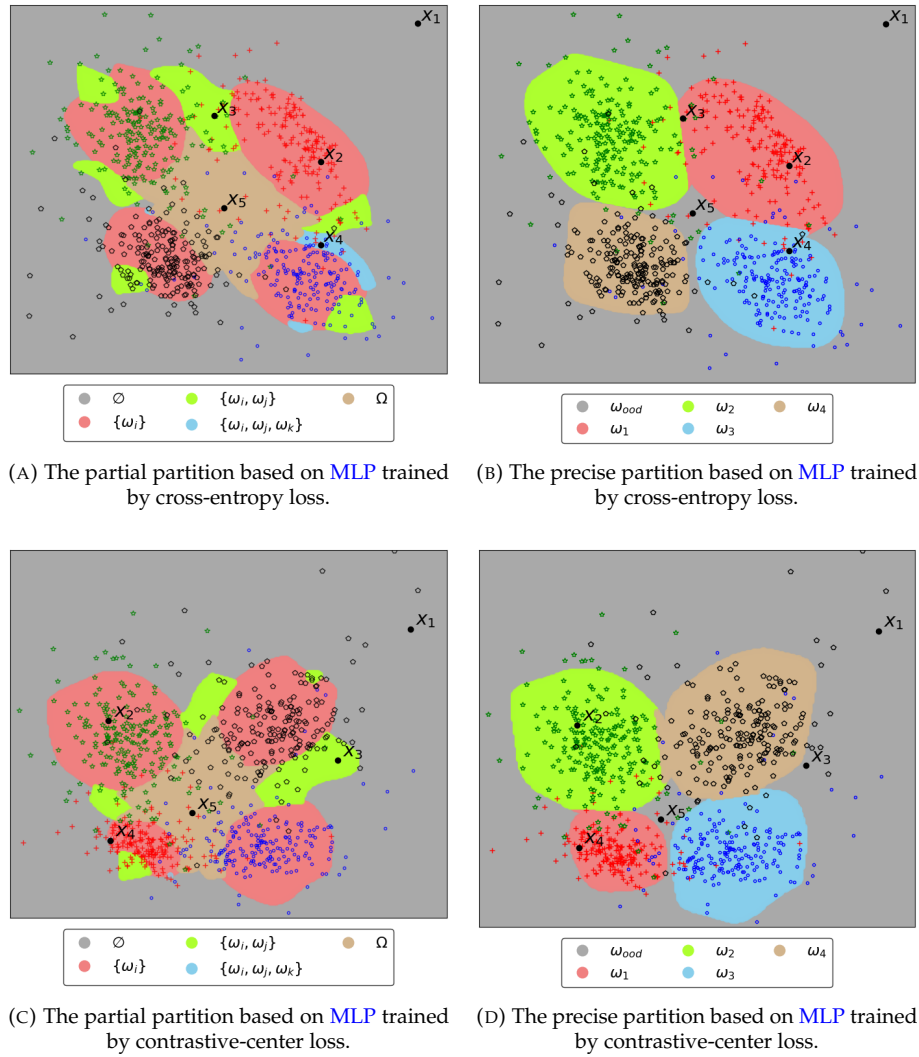 x₁
x₃
x₂
x₅
x₄
∅ {ωᵢ, ωⱼ} Ω
{ωᵢ} {ωᵢ, ωⱼ, ωₖ}
(A) The partial partition based on MLP trained
by cross-entropy loss.
x₁
x₃
x₂
x₅
x₄
ωₒₒd ω₂ ω₄
ω₁ ω₃
(B) The precise partition based on MLP trained
by cross-entropy loss.
x₁
x₂
x₃
x₅
x₄
∅ {ωᵢ, ωⱼ} Ω
{ωᵢ} {ωᵢ, ωⱼ, ωₖ}
(C) The partial partition based on MLP trained
by contrastive-center loss.
x₁
x₂
x₃
x₅
x₄
ωₒₒd ω₂ ω₄
ω₁ ω₃
(D) The precise partition based on MLP trained
by contrastive-center loss.